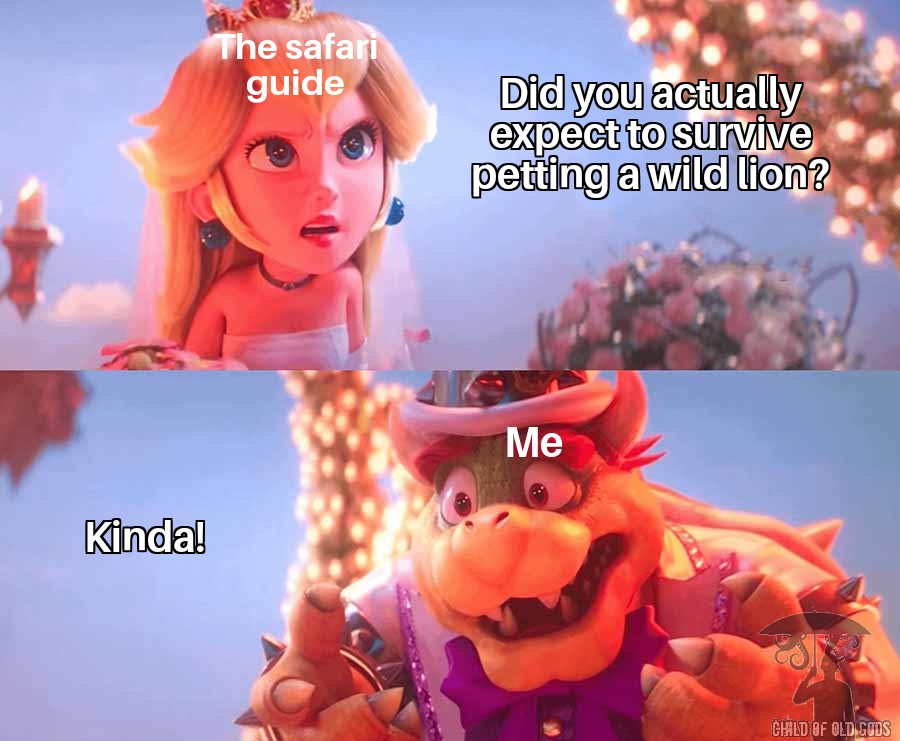 The safari
guide
Did you actually
expect to survive
petting a wild lion?
Me
Kinda!
CHILD OF OLD GODS